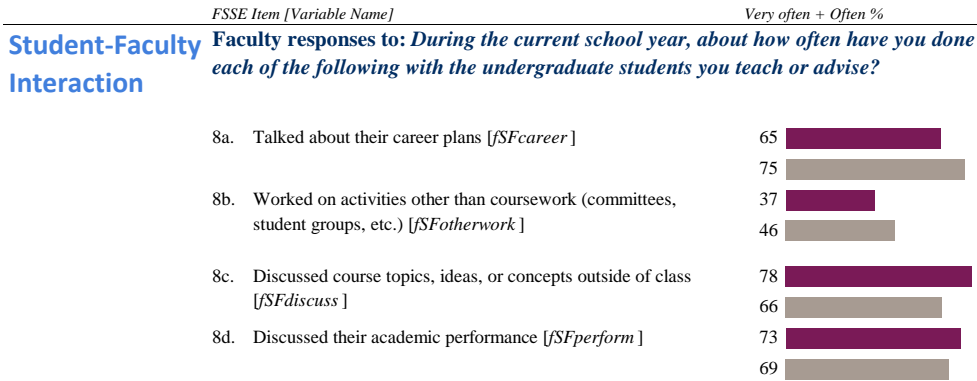 FSSE Item [Variable Name] Very often + Often %
Student-Faculty Interaction
Faculty responses to: During the current school year, about how often have you done
each of the following with the undergraduate students you teach or advise?
8a. Talked about their career plans [fSFcareer] 65
75
8b. Worked on activities other than coursework (committees, 37
student groups, etc.) [fSFotherwork] 46
8c. Discussed course topics, ideas, or concepts outside of class 78
[fSFdiscuss] 66
8d. Discussed their academic performance [fSFperform] 73
69